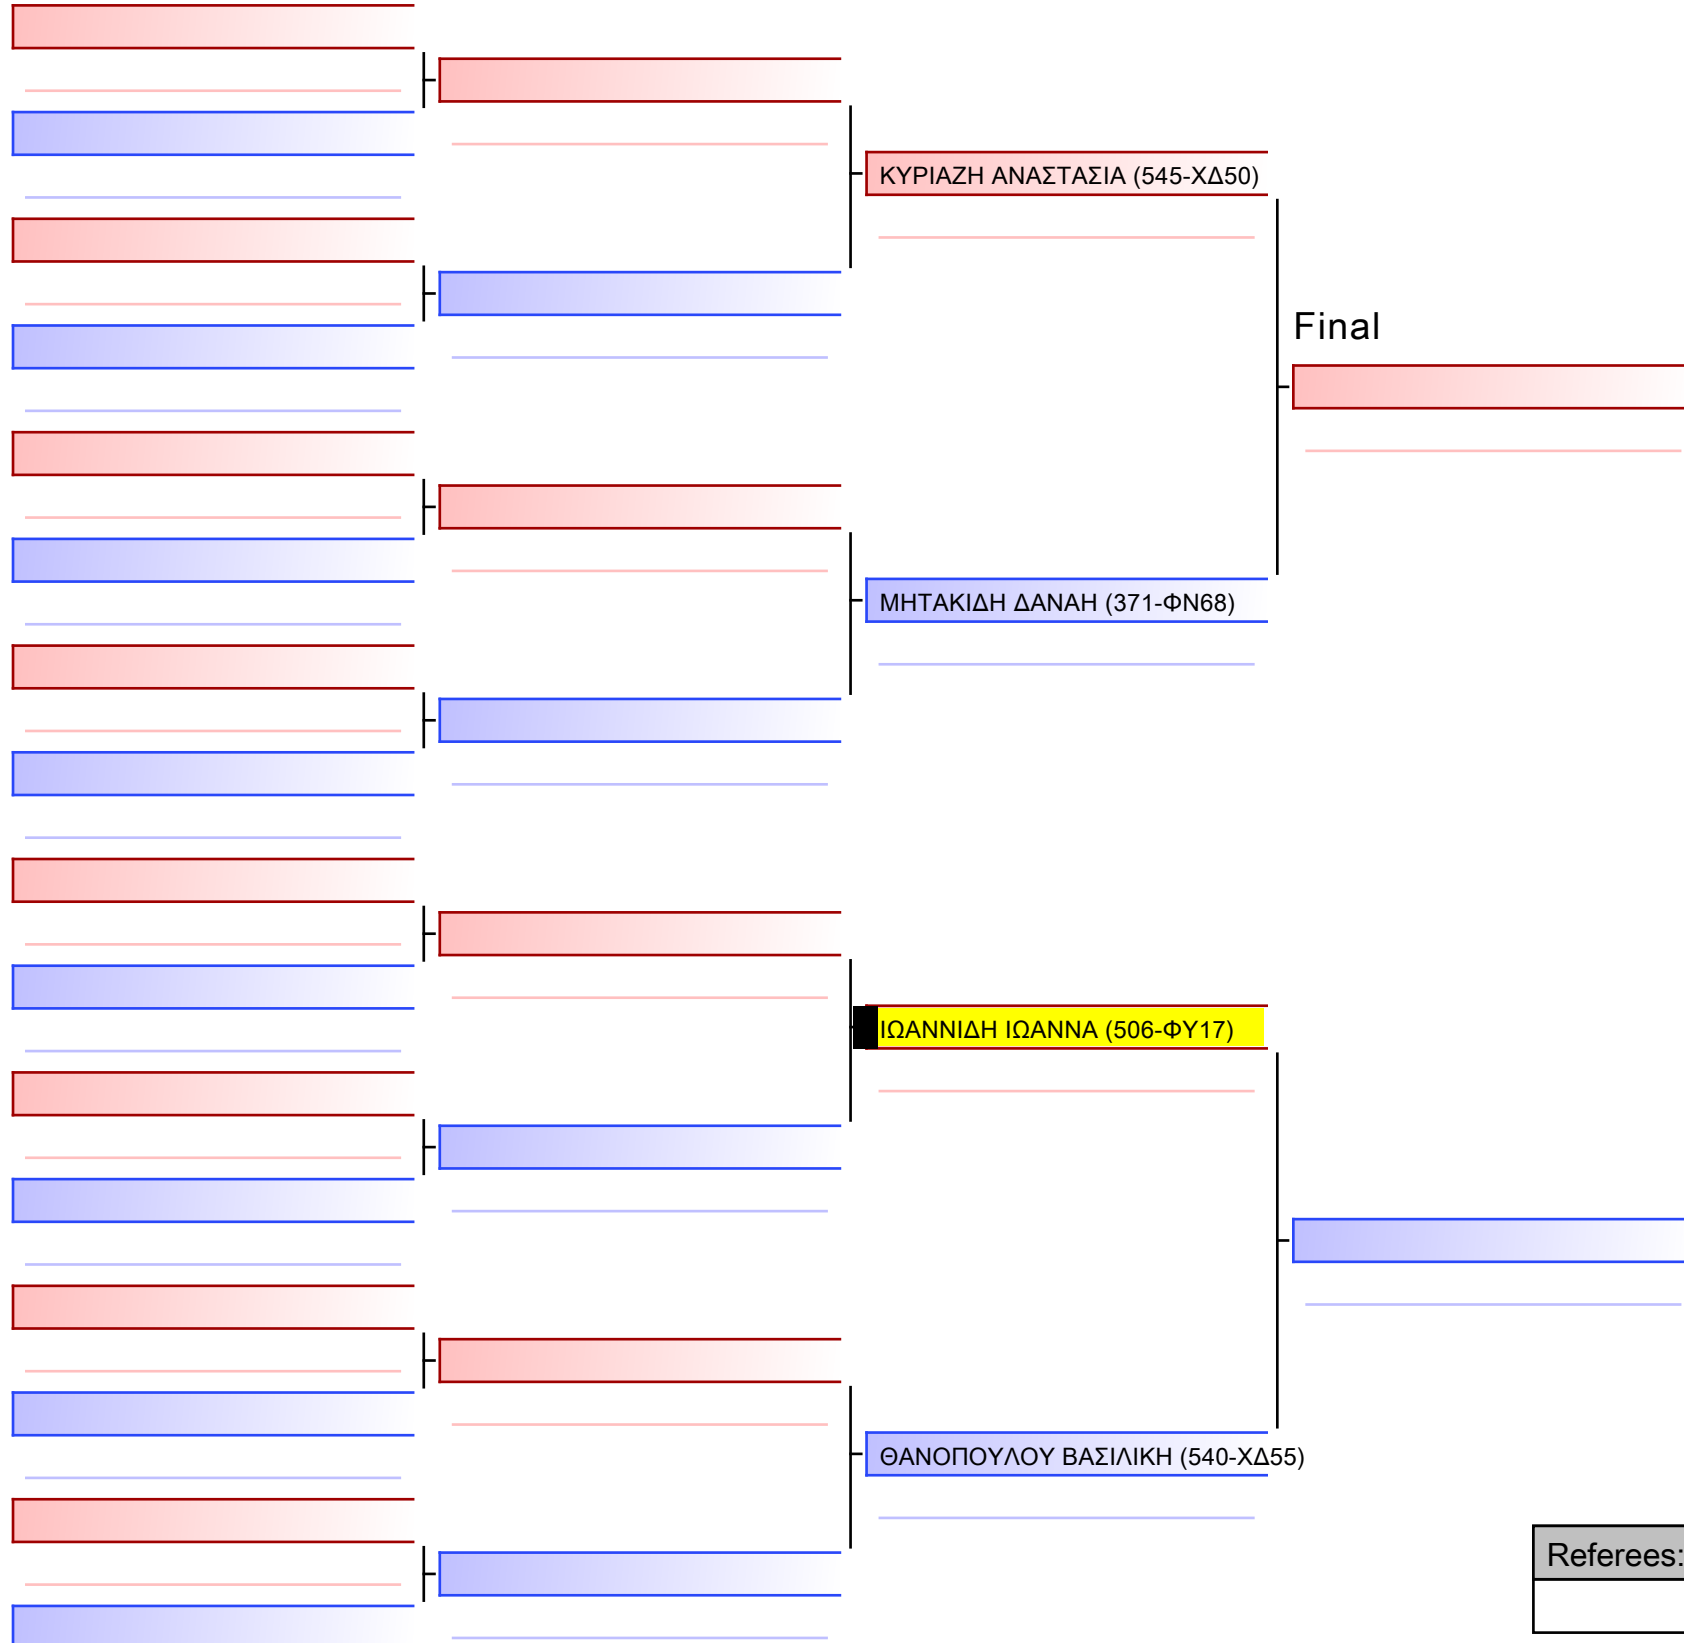 ΚΥΡΙΑΖΗ ΑΝΑΣΤΑΣΙΑ (545-ΧΔ50)
Final
ΜΗΤΑΚΙΔΗ ΔΑΝΑΗ (371-ΦΝ68)
ΙΩΑΝΝΙΔΗ ΙΩΑΝΝΑ (506-ΦΥ17)
ΘΑΝΟΠΟΥΛΟΥ ΒΑΣΙΛΙΚΗ (540-ΧΔ55)
Referees: